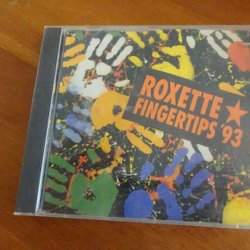 ROXETTE ★
FINGERTIPS '93